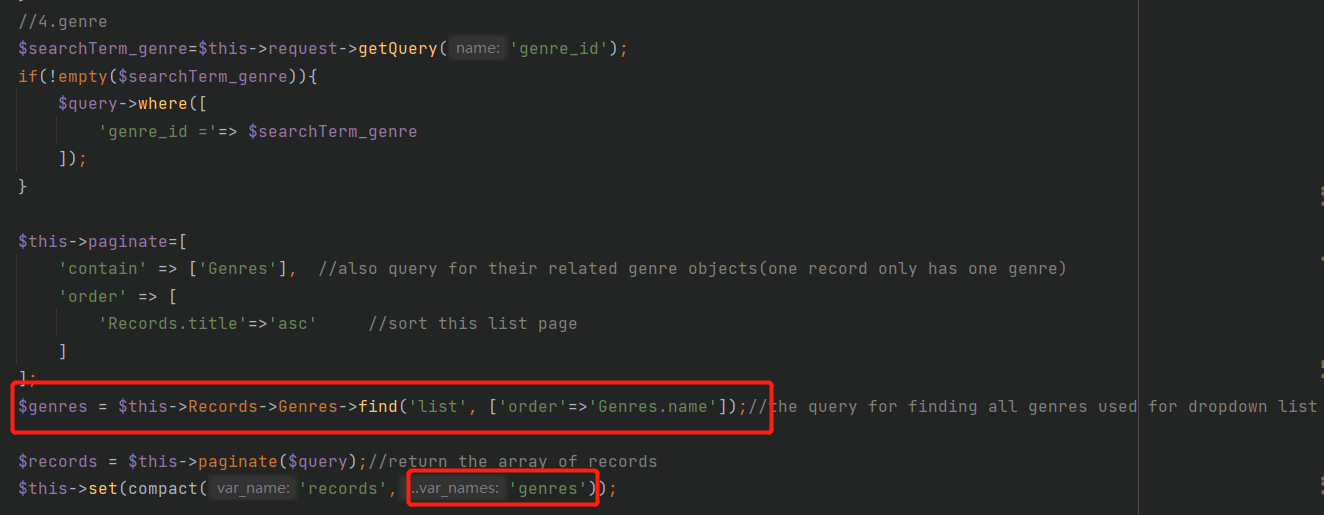 //4.genre
$searchTerm_genre=$this->request->getQuery( name: 'genre_id');
if(!empty($searchTerm_genre)){
$query->where([
'genre_id ='=> $searchTerm_genre
]);
}
$this->paginate=[
'contain' => ['Genres'], //also query for their related genre objects(one record only has one genre)
'order' => [
'Records.title'=>'asc' //sort this list page
]
];
$genres = $this->Records->Genres->find('list', ['order'=>'Genres.name']);//the query for finding all genres used for dropdown list
$records = $this->paginate($query);//return the array of records
$this->set(compact( var_name: 'records', ...var_names: 'genres'));